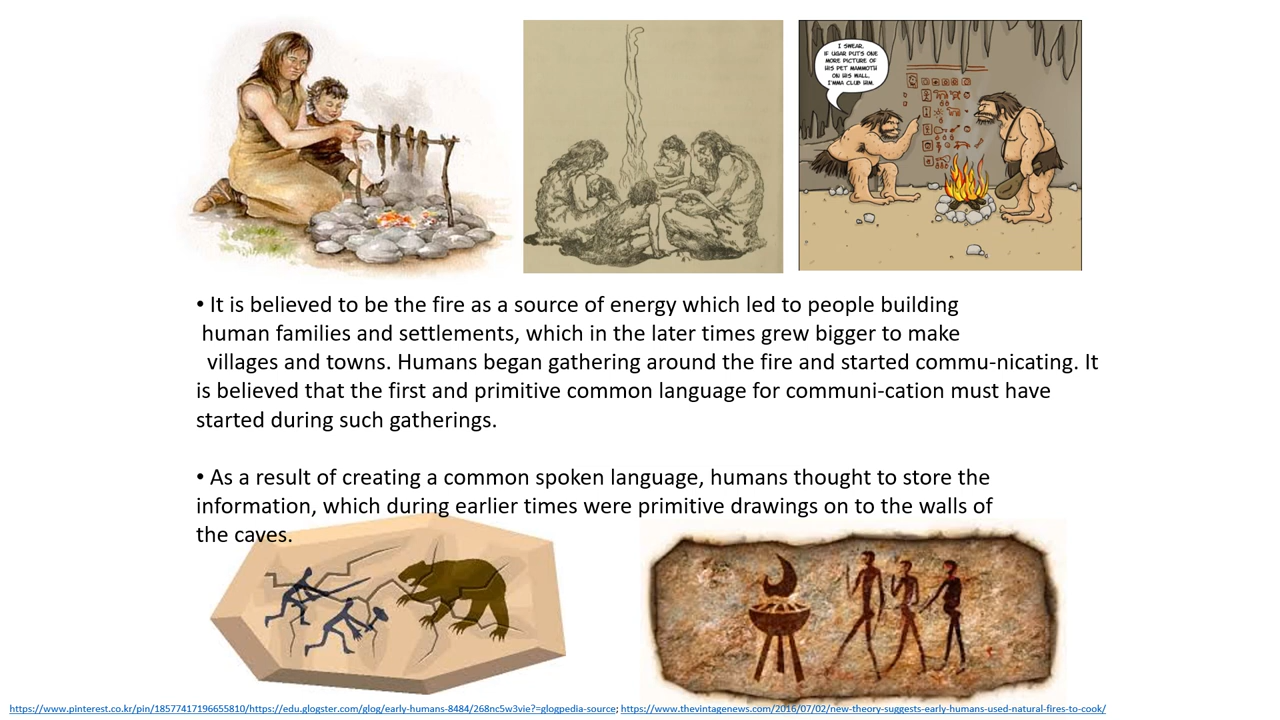 I SWEAR,
IF UGAR PUTS ONE
MORE PICTURE OF
HIS PET MAMMOTH
ON HIS WALL,
I'MMA CLUB HIM.
• It is believed to be the fire as a source of energy which led to people building
human families and settlements, which in the later times grew bigger to make
villages and towns. Humans began gathering around the fire and started commu-nicating. It
is believed that the first and primitive common language for communi-cation must have
started during such gatherings.
• As a result of creating a common spoken language, humans thought to store the
information, which during earlier times were primitive drawings on to the walls of
the caves.
https://www.pinterest.co.kr/pin/18577417196655810/https://edu.glogster.com/glog/early-humans-8484/268nc5w3vie?=glogpedia-source; https://www.thevintagenews.com/2016/07/02/new-theory-suggests-early-humans-used-natural-fires-to-cook/